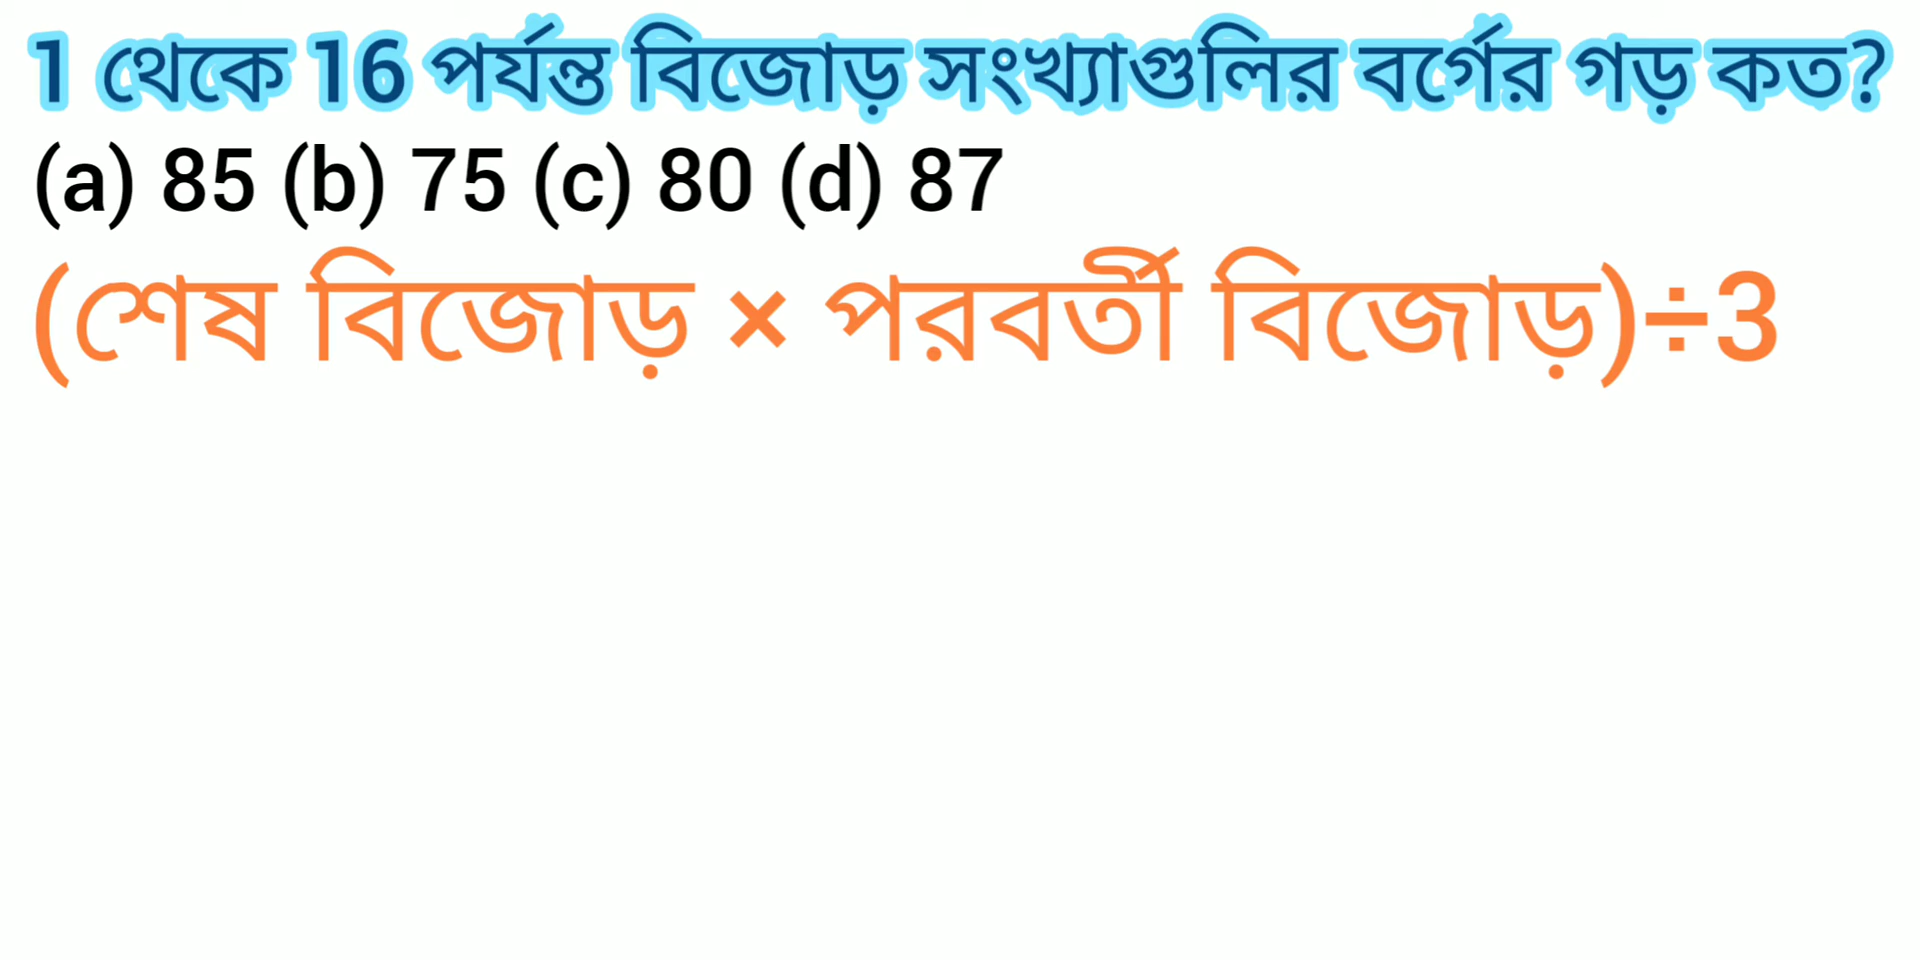 1 থেকে 16 পর্যন্ত বিজোড় সংখ্যাগুলির বর্গের গড় কত?
(a) 85 (b) 75 (c) 80 (d) 87
(শেষ বিজোড় × পরবর্তী বিজোড়)÷3